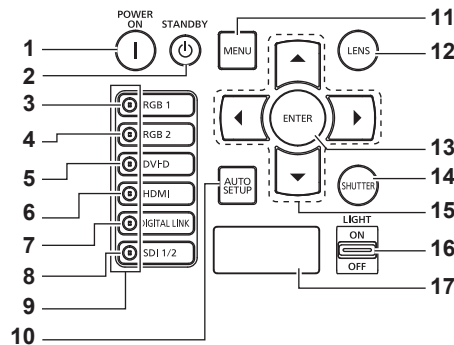 POWER
ON
STANDBY
1
2
3
4
5
6
7
8
9
10
RGB 1
RGB 2
DVI-D
HDMI
DIGITAL LINK
SDI 1/2
MENU
ENTER
AUTO
SETUP
LENS
SHUTTER
LIGHT
ON
OFF
11
12
13
14
15
16
17